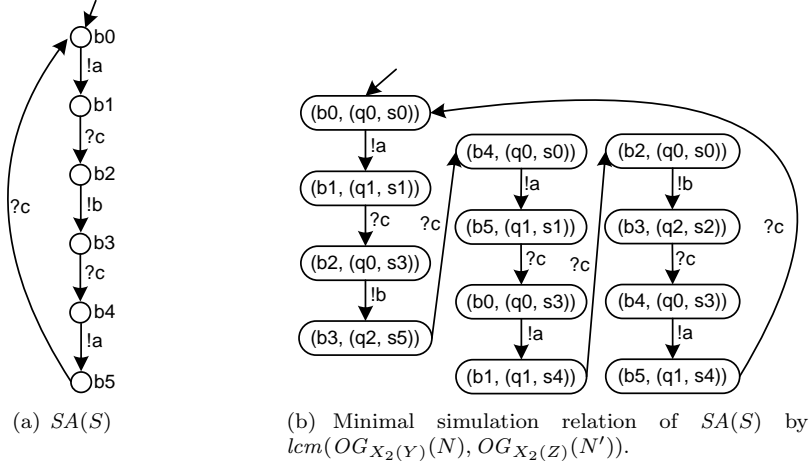 b0
!a
b1
?c
b2
!b
b3
?c
b4
!a
b5
?c
(a) SA(S)
(b0, (q0, s0))
!a
(b1, (q1, s1))
?c
(b2, (q0, s3))
!b
(b3, (q2, s5))
?c
(b4, (q0, s0))
!a
(b5, (q1, s1))
?c
(b0, (q0, s3))
!a
(b1, (q1, s4))
?c
(b2, (q0, s0))
!b
(b3, (q2, s2))
?c
(b4, (q0, s3))
!a
(b5, (q1, s4))
?c
(b) Minimal simulation relation of SA(S) by
lcm(OG_{X_2(Y)}(N), OG_{X_2(Z)}(N′)).